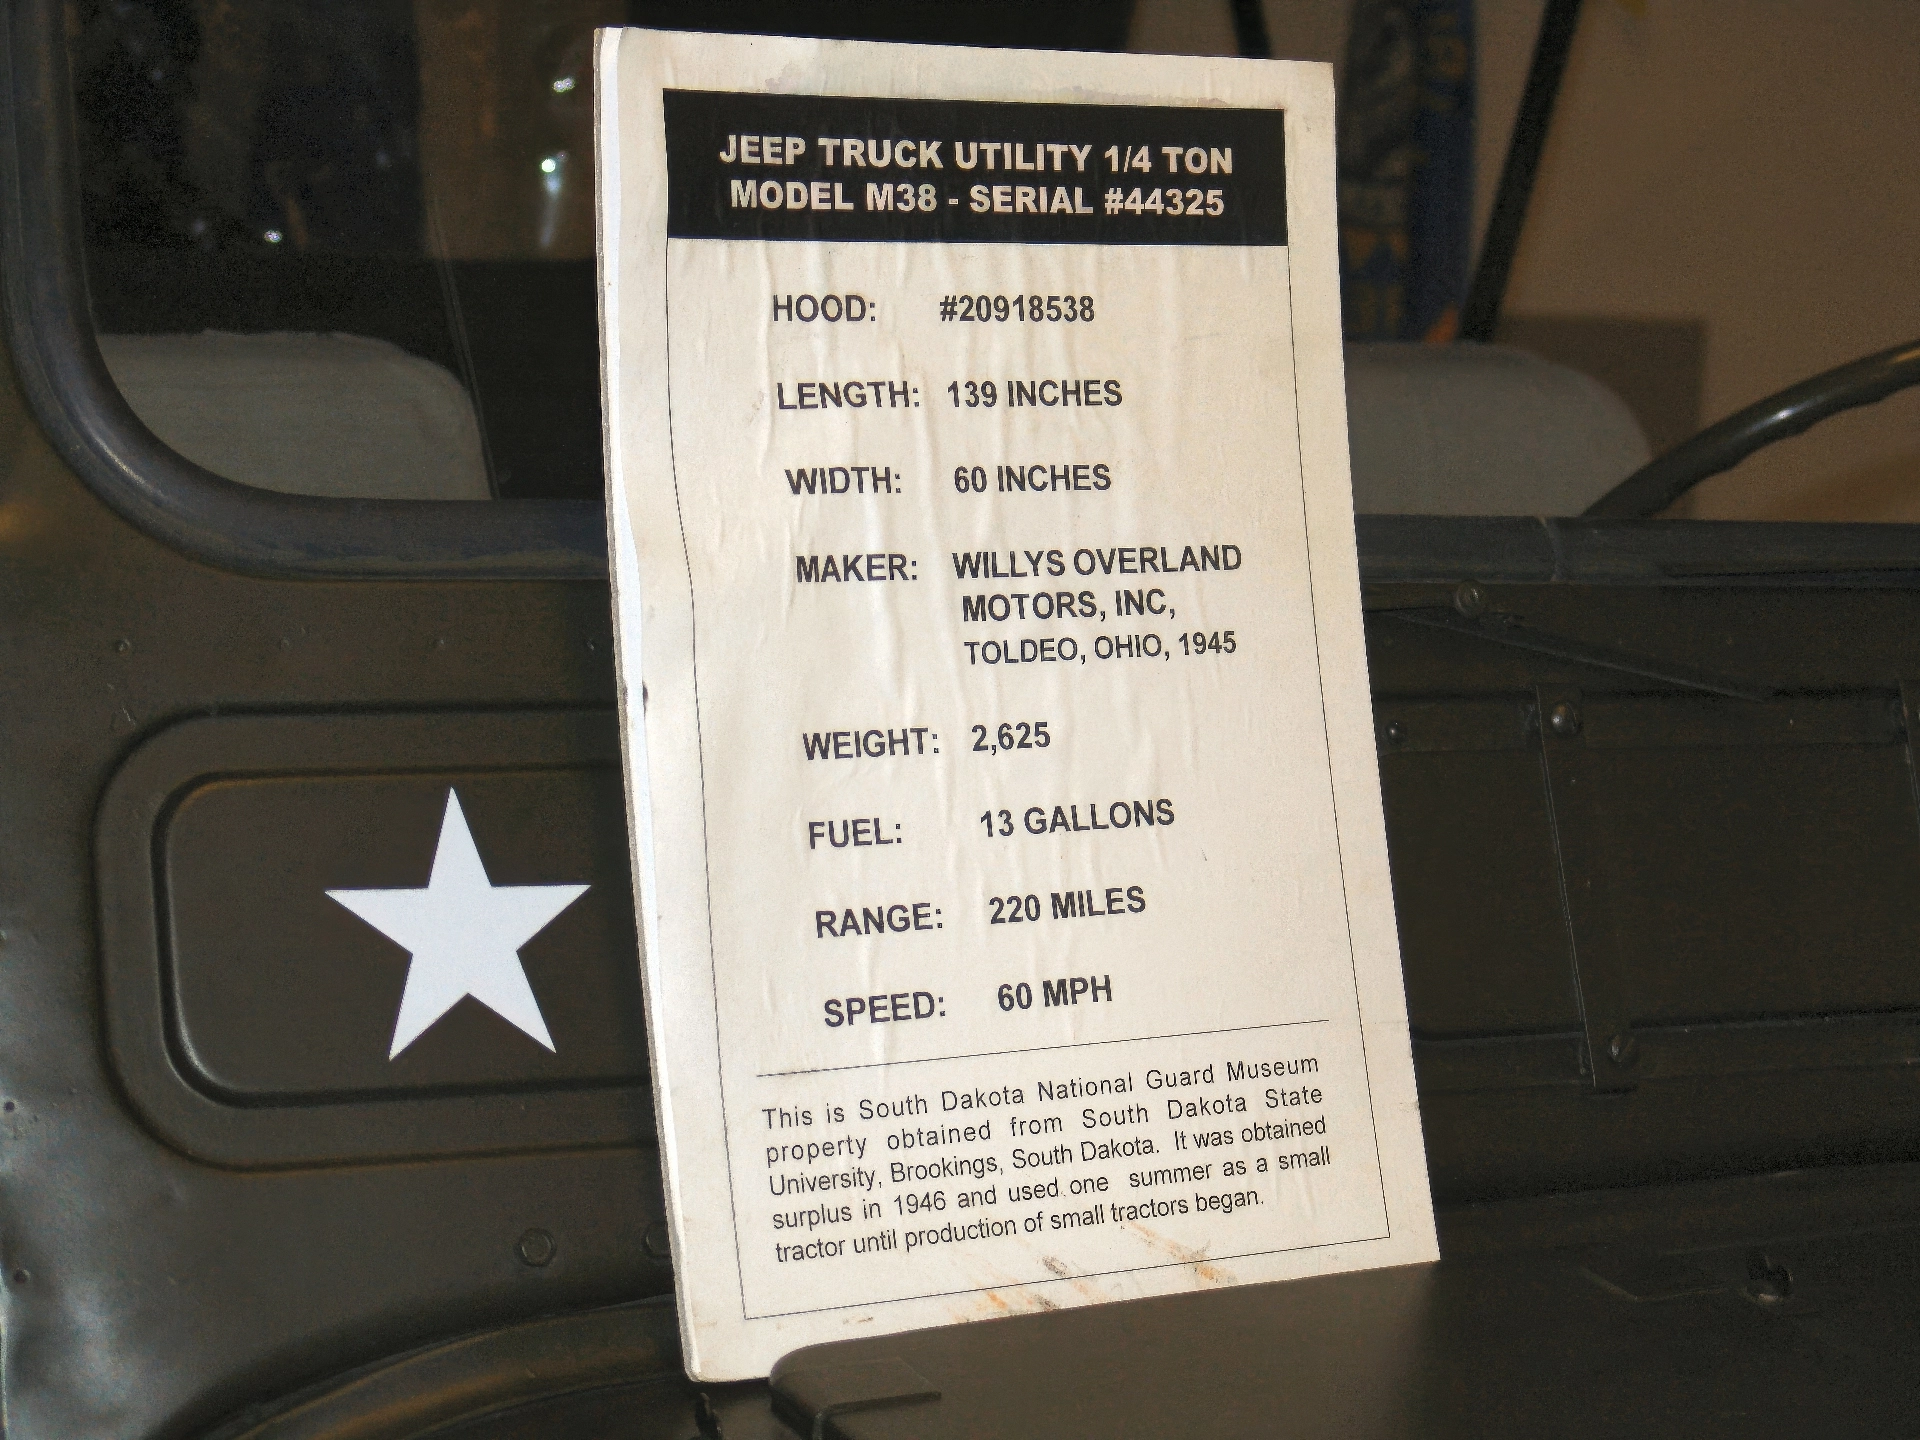 JEEP TRUCK UTILITY 1/4 TON
MODEL M38 - SERIAL #44325
HOOD: #20918538
LENGTH: 139 INCHES
WIDTH: 60 INCHES
MAKER: WILLYS OVERLAND
MOTORS, INC,
TOLDEO, OHIO, 1945
WEIGHT: 2,625
FUEL: 13 GALLONS
RANGE: 220 MILES
SPEED: 60 MPH
This is South Dakota National Guard Museum
property obtained from South Dakota State
University, Brookings, South Dakota. It was obtained
surplus in 1946 and used one summer as a small
tractor until production of small tractors began.